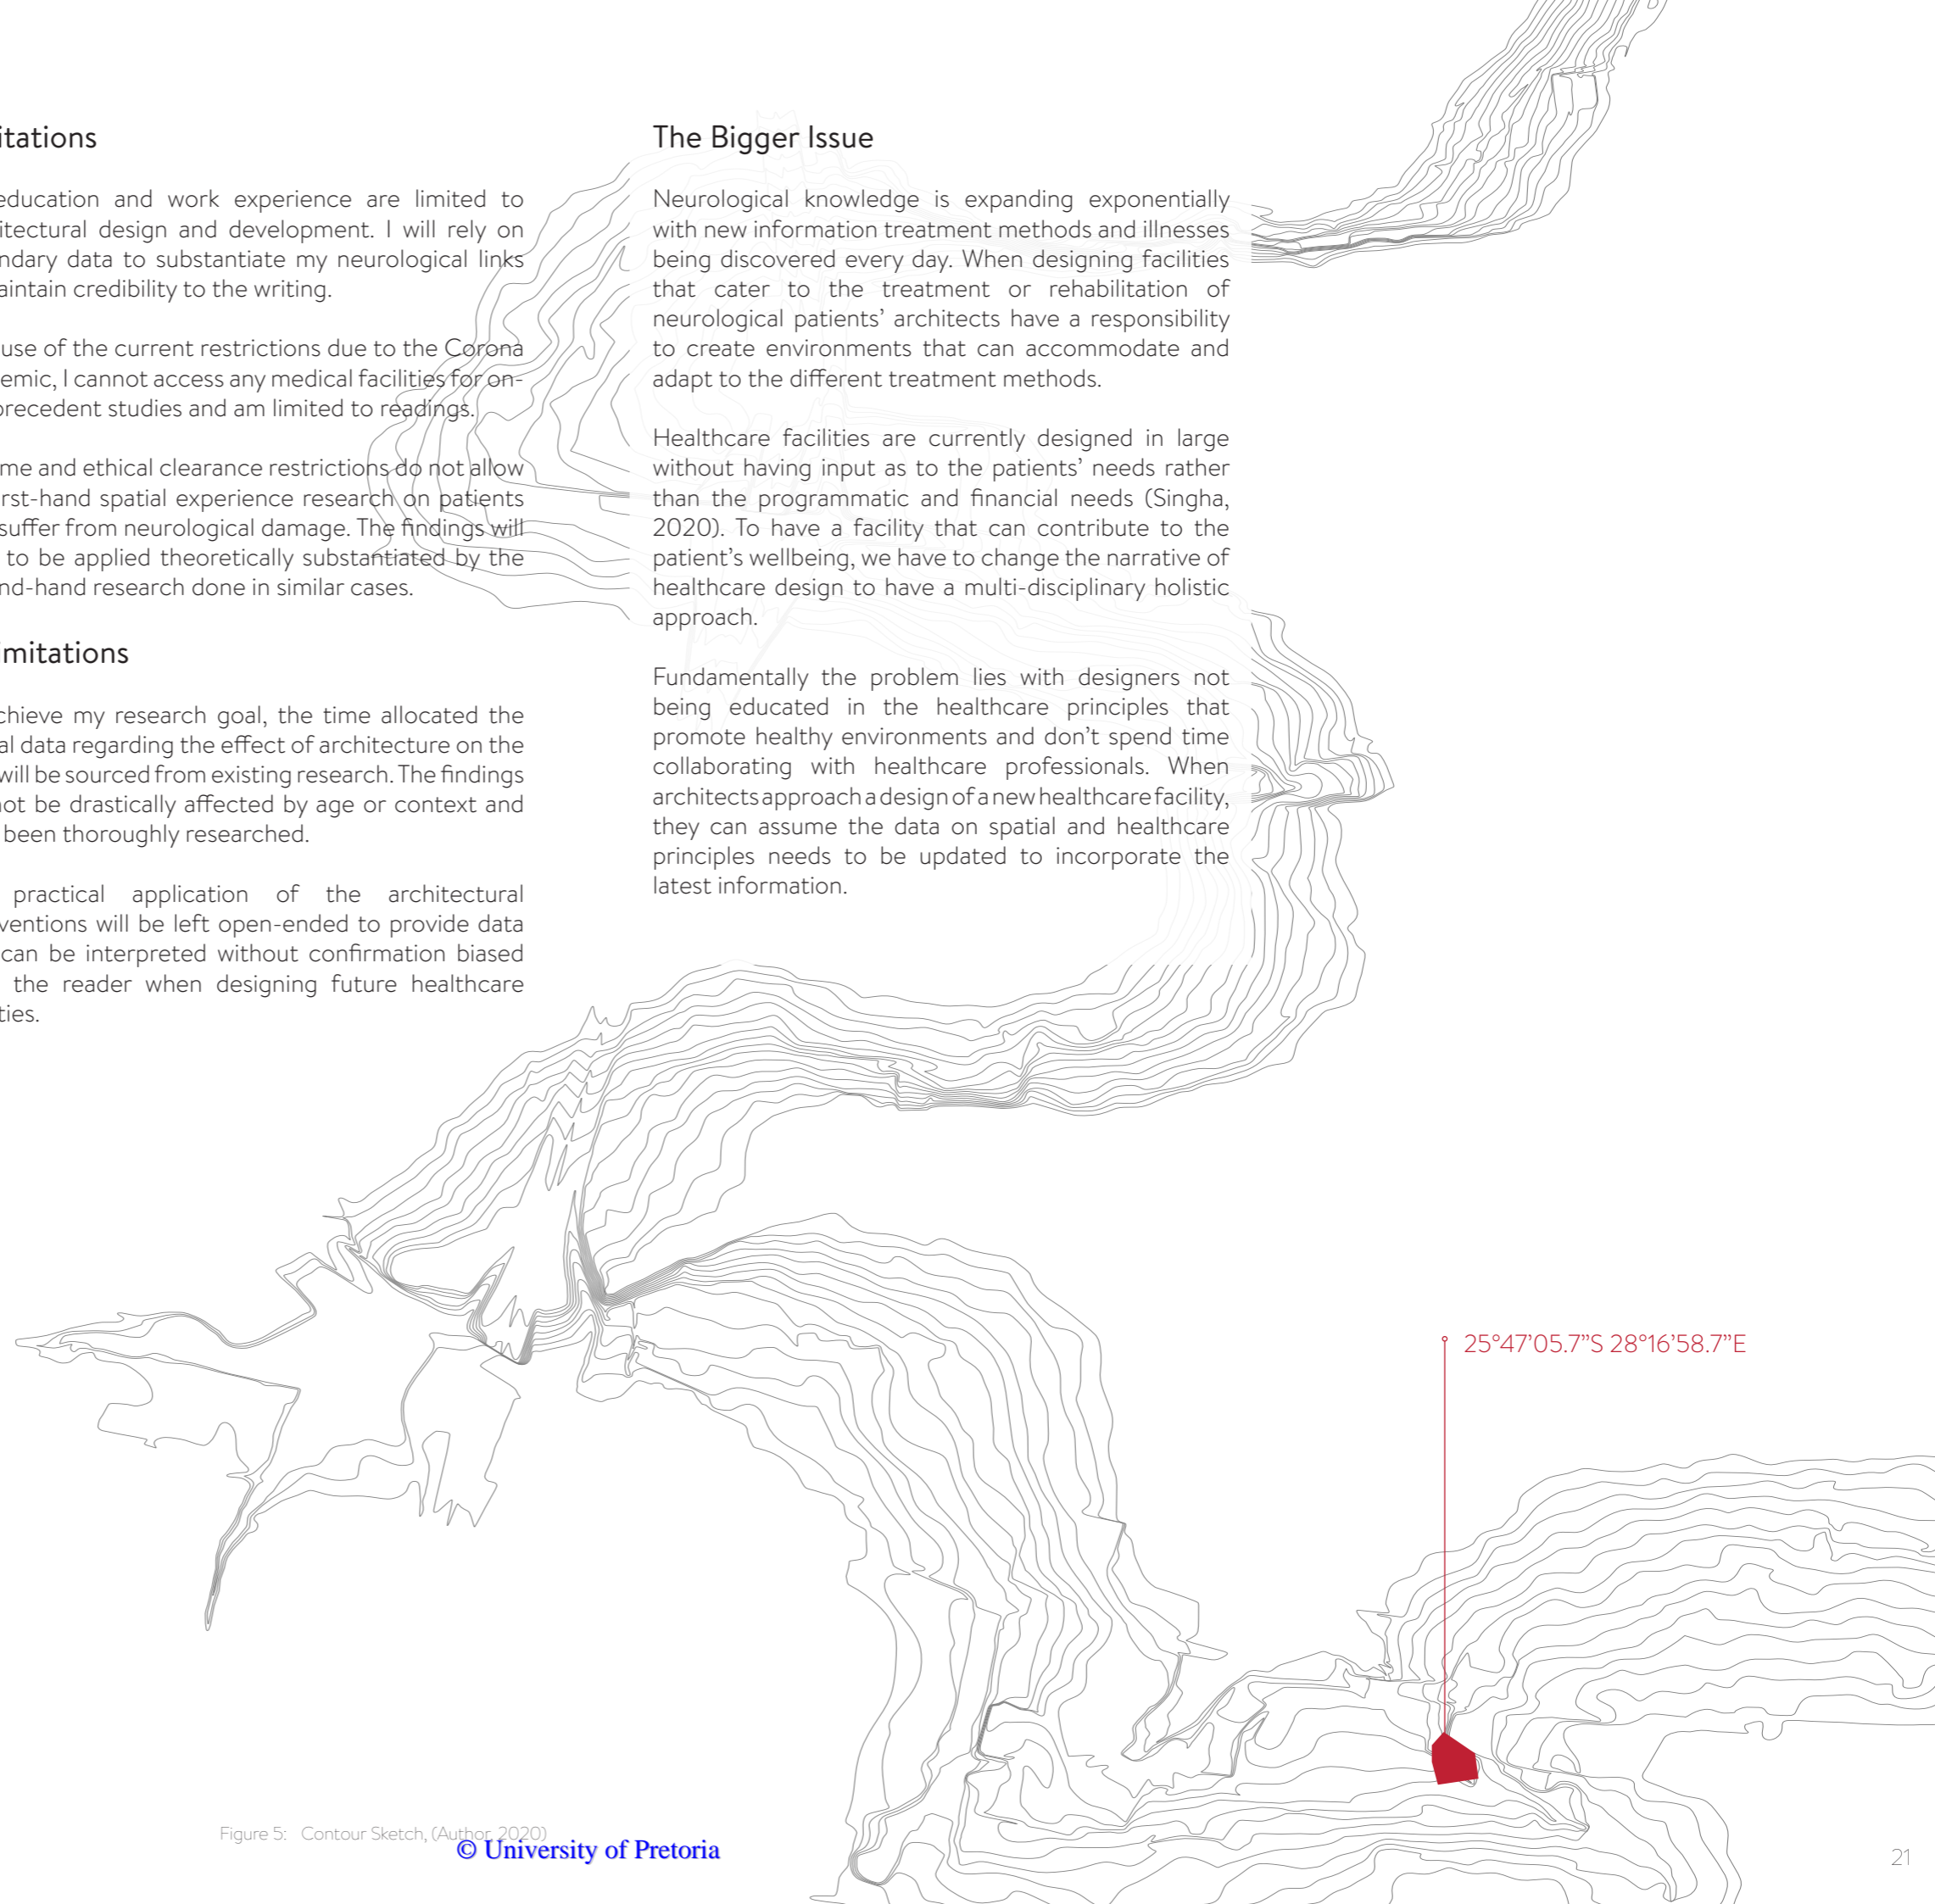 itations
education and work experience are limited to
itectural design and development. I will rely on
ndary data to substantiate my neurological links
aintain credibility to the writing.
use of the current restrictions due to the Corona
emic, I cannot access any medical facilities for on-
precedent studies and am limited to readings.
me and ethical clearance restrictions do not allow
rst-hand spatial experience research on patients
suffer from neurological damage. The findings will
to be applied theoretically substantiated by the
nd-hand research done in similar cases.
imitations
chieve my research goal, the time allocated the
al data regarding the effect of architecture on the
will be sourced from existing research. The findings
not be drastically affected by age or context and
been thoroughly researched.
practical application of the architectural
ventions will be left open-ended to provide data
can be interpreted without confirmation biased
the reader when designing future healthcare
ties.
The Bigger Issue
Neurological knowledge is expanding exponentially
with new information treatment methods and illnesses
being discovered every day. When designing facilities
that cater to the treatment or rehabilitation of
neurological patients’ architects have a responsibility
to create environments that can accommodate and
adapt to the different treatment methods.
Healthcare facilities are currently designed in large
without having input as to the patients’ needs rather
than the programmatic and financial needs (Singha,
2020). To have a facility that can contribute to the
patient’s wellbeing, we have to change the narrative of
healthcare design to have a multi-disciplinary holistic
approach.
Fundamentally the problem lies with designers not
being educated in the healthcare principles that
promote healthy environments and don’t spend time
collaborating with healthcare professionals. When
architects approach a design of a new healthcare facility,
they can assume the data on spatial and healthcare
principles needs to be updated to incorporate the
latest information.
25°47’05.7”S 28°16’58.7”E
Figure 5: Contour Sketch, (Author, 2020)
© University of Pretoria
21